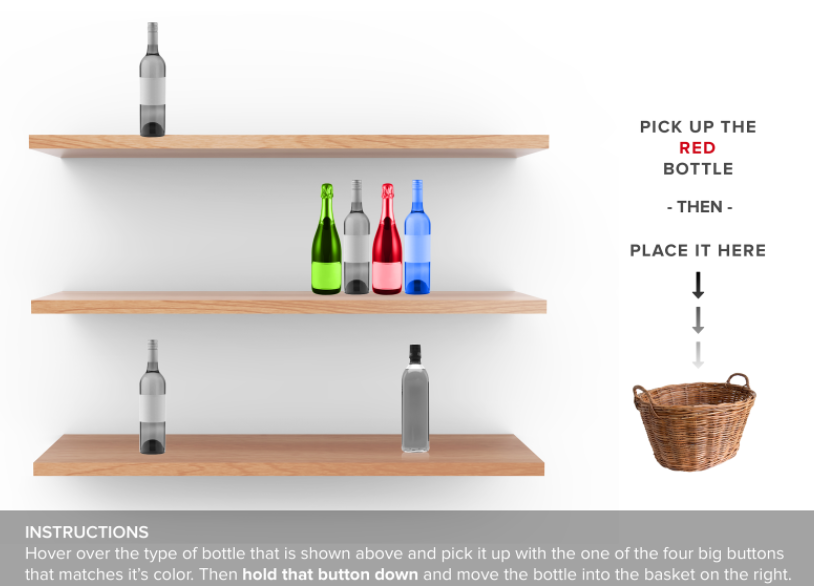 PICK UP THE
RED
BOTTLE
- THEN -
PLACE IT HERE
INSTRUCTIONS
Hover over the type of bottle that is shown above and pick it up with the one of the four big buttons
that matches it's color. Then hold that button down and move the bottle into the basket on the right.